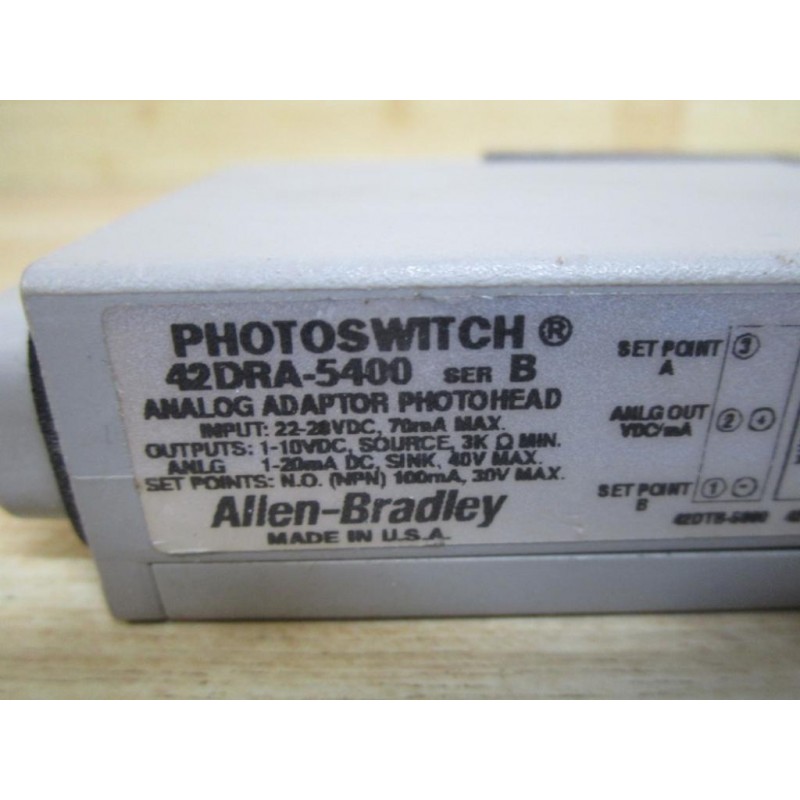 PHOTOSWITCH ®
42DRA-5400 SER B
ANALOG ADAPTOR PHOTOHEAD
INPUT: 22-28VDC, 70mA MAX.
OUTPUTS: 1-10VDC, SOURCE, 3K Ω MIN.
ANLG 1-20mA DC, SINK, 40V MAX.
SET POINTS: N.O. (NPN) 100mA, 30V MAX.
Allen-Bradley
MADE IN U.S.A.
SET POINT 3
A
ANLG OUT 2 +
VDC/mA
SET POINT 1 -
B